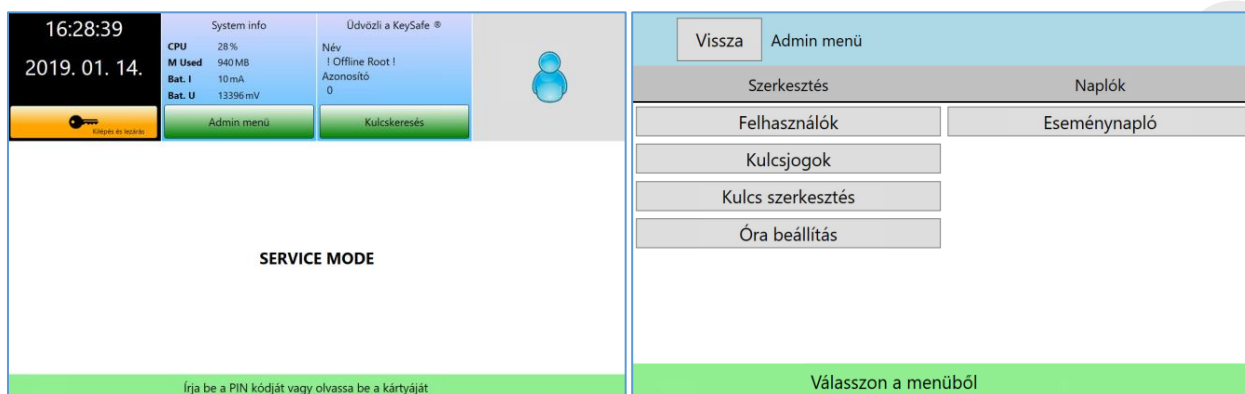 16:28:39
2019. 01. 14.
Kilépés és lezárás
System info
CPU 28 %
M Used 940 MB
Bat. I 10 mA
Bat. U 13396 mV
Admin menü
Üdvözli a KeySafe ®
Név
! Offline Root !
Azonosító
0
Kulcskeresés
SERVICE MODE
Írja be a PIN kódját vagy olvassa be a kártyáját
Vissza Admin menü
Szerkesztés Naplók
Felhasználók Eseménynapló
Kulcsjogok
Kulcs szerkesztés
Óra beállítás
Válasszon a menüből